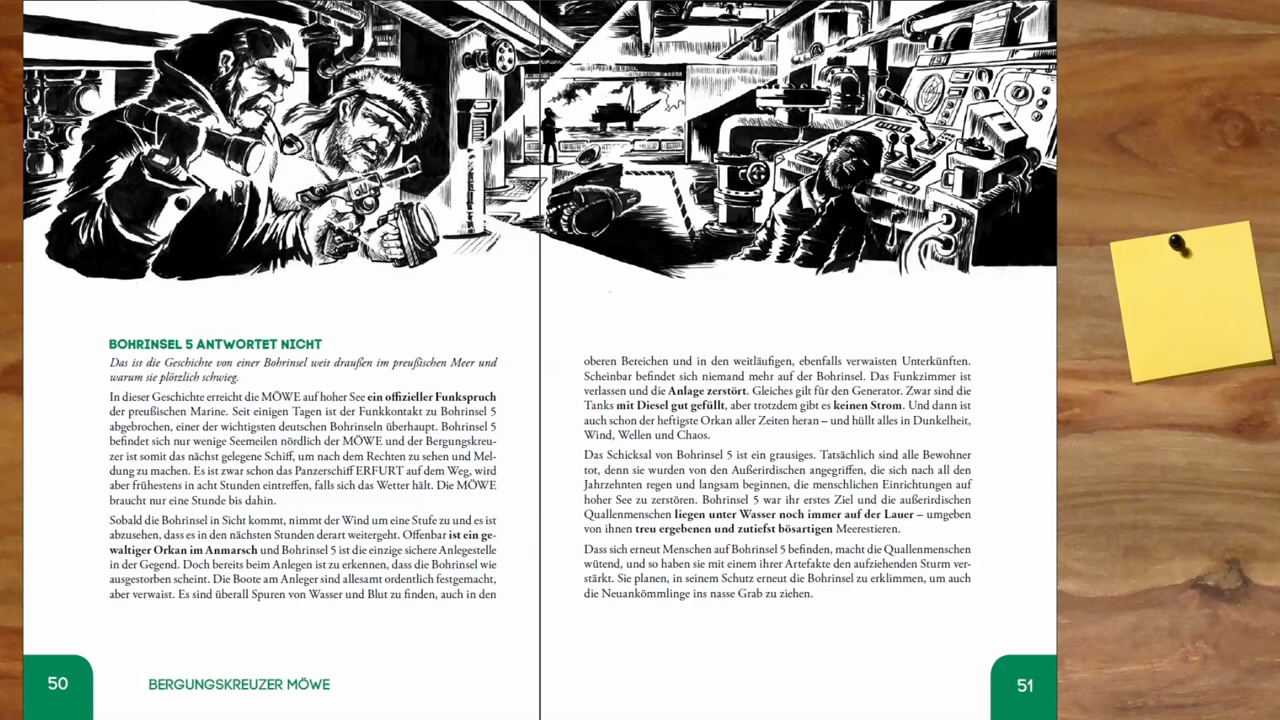 BOHRINSEL 5 ANTWORTET NICHT
Das ist die Geschichte von einer Bohrinsel weit draußen im preußischen Meer und
warum sie plötzlich schwieg.
In dieser Geschichte erreicht die MÖWE auf hoher See ein offizieller Funkspruch
der preußischen Marine. Seit einigen Tagen ist der Funkkontakt zu Bohrinsel 5
abgebrochen, einer der wichtigsten deutschen Bohrinseln überhaupt. Bohrinsel 5
befindet sich nur wenige Seemeilen nördlich der MÖWE und der Bergungskreu-
zer ist somit das nächst gelegene Schiff, um nach dem Rechten zu sehen und Mel-
dung zu machen. Es ist zwar schon das Panzerschiff ERFURT auf dem Weg, wird
aber frühestens in acht Stunden eintreffen, falls sich das Wetter hält. Die MÖWE
braucht nur eine Stunde bis dahin.
Sobald die Bohrinsel in Sicht kommt, nimmt der Wind um eine Stufe zu und es ist
abzusehen, dass es in den nächsten Stunden derart weitergeht. Offenbar ist ein ge-
waltiger Orkan im Anmarsch und Bohrinsel 5 ist die einzige sichere Anlegestelle
in der Gegend. Doch bereits beim Anlegen ist zu erkennen, dass die Bohrinsel wie
ausgestorben scheint. Die Boote am Anleger sind allesamt ordentlich festgemacht,
aber verwaist. Es sind überall Spuren von Wasser und Blut zu finden, auch in den
50
BERGUNGSKREUZER MÖWE
oberen Bereichen und in den weitläufigen, ebenfalls verwaisten Unterkünften.
Scheinbar befindet sich niemand mehr auf der Bohrinsel. Das Funkzimmer ist
verlassen und die Anlage zerstört. Gleiches gilt für den Generator. Zwar sind die
Tanks mit Diesel gut gefüllt, aber trotzdem gibt es keinen Strom. Und dann ist
auch schon der heftigste Orkan aller Zeiten heran – und hüllt alles in Dunkelheit,
Wind, Wellen und Chaos.
Das Schicksal von Bohrinsel 5 ist ein grausiges. Tatsächlich sind alle Bewohner
tot, denn sie wurden von den Außerirdischen angegriffen, die sich nach all den
Jahrzehnten regen und langsam beginnen, die menschlichen Einrichtungen auf
hoher See zu zerstören. Bohrinsel 5 war ihr erstes Ziel und die außerirdischen
Quallenmenschen liegen unter Wasser noch immer auf der Lauer – umgeben
von ihnen treu ergebenen und zutiefst bösartigen Meerestieren.
Dass sich erneut Menschen auf Bohrinsel 5 befinden, macht die Quallenmenschen
wütend, und so haben sie mit einem ihrer Artefakte den aufziehenden Sturm ver-
stärkt. Sie planen, in seinem Schutz erneut die Bohrinsel zu erklimmen, um auch
die Neuankömmlinge ins nasse Grab zu ziehen.
51